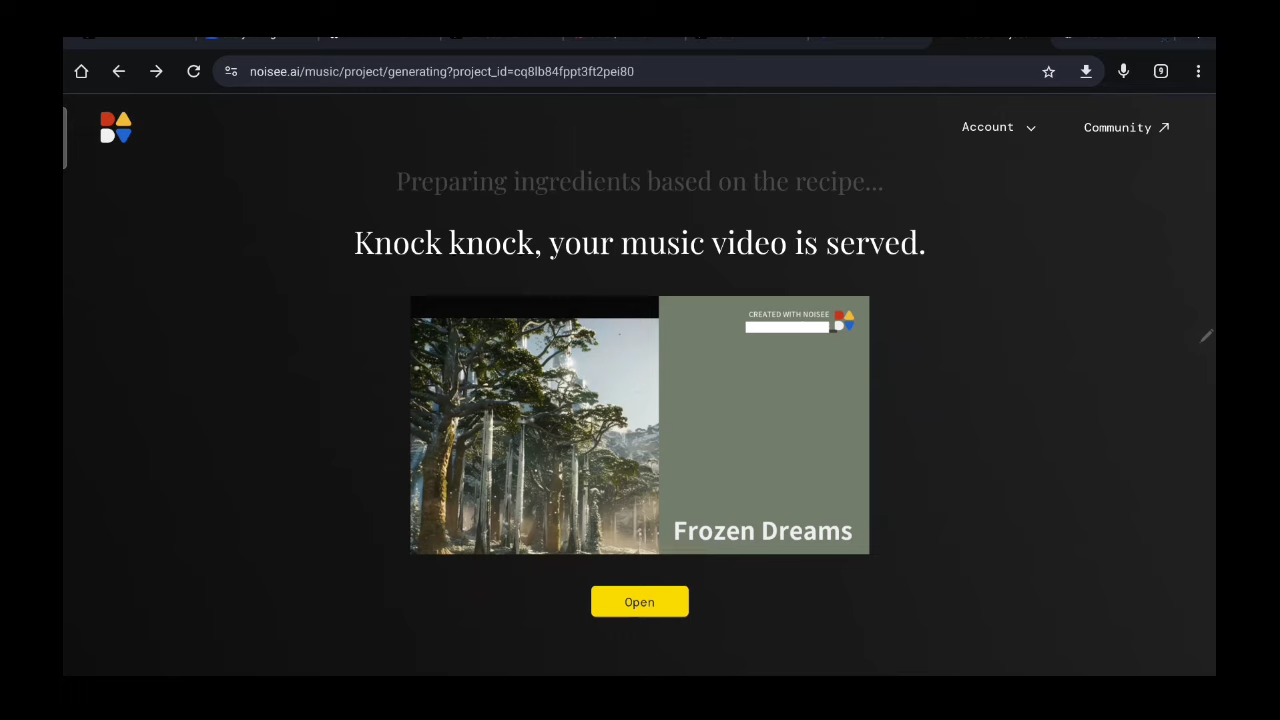 noisee.ai/music/project/generating?project_id=cq8lb84fppt3ft2pei80
9
Account
Community
Preparing ingredients based on the recipe...
Knock knock, your music video is served.
CREATED WITH NOISEE
Frozen Dreams
Open